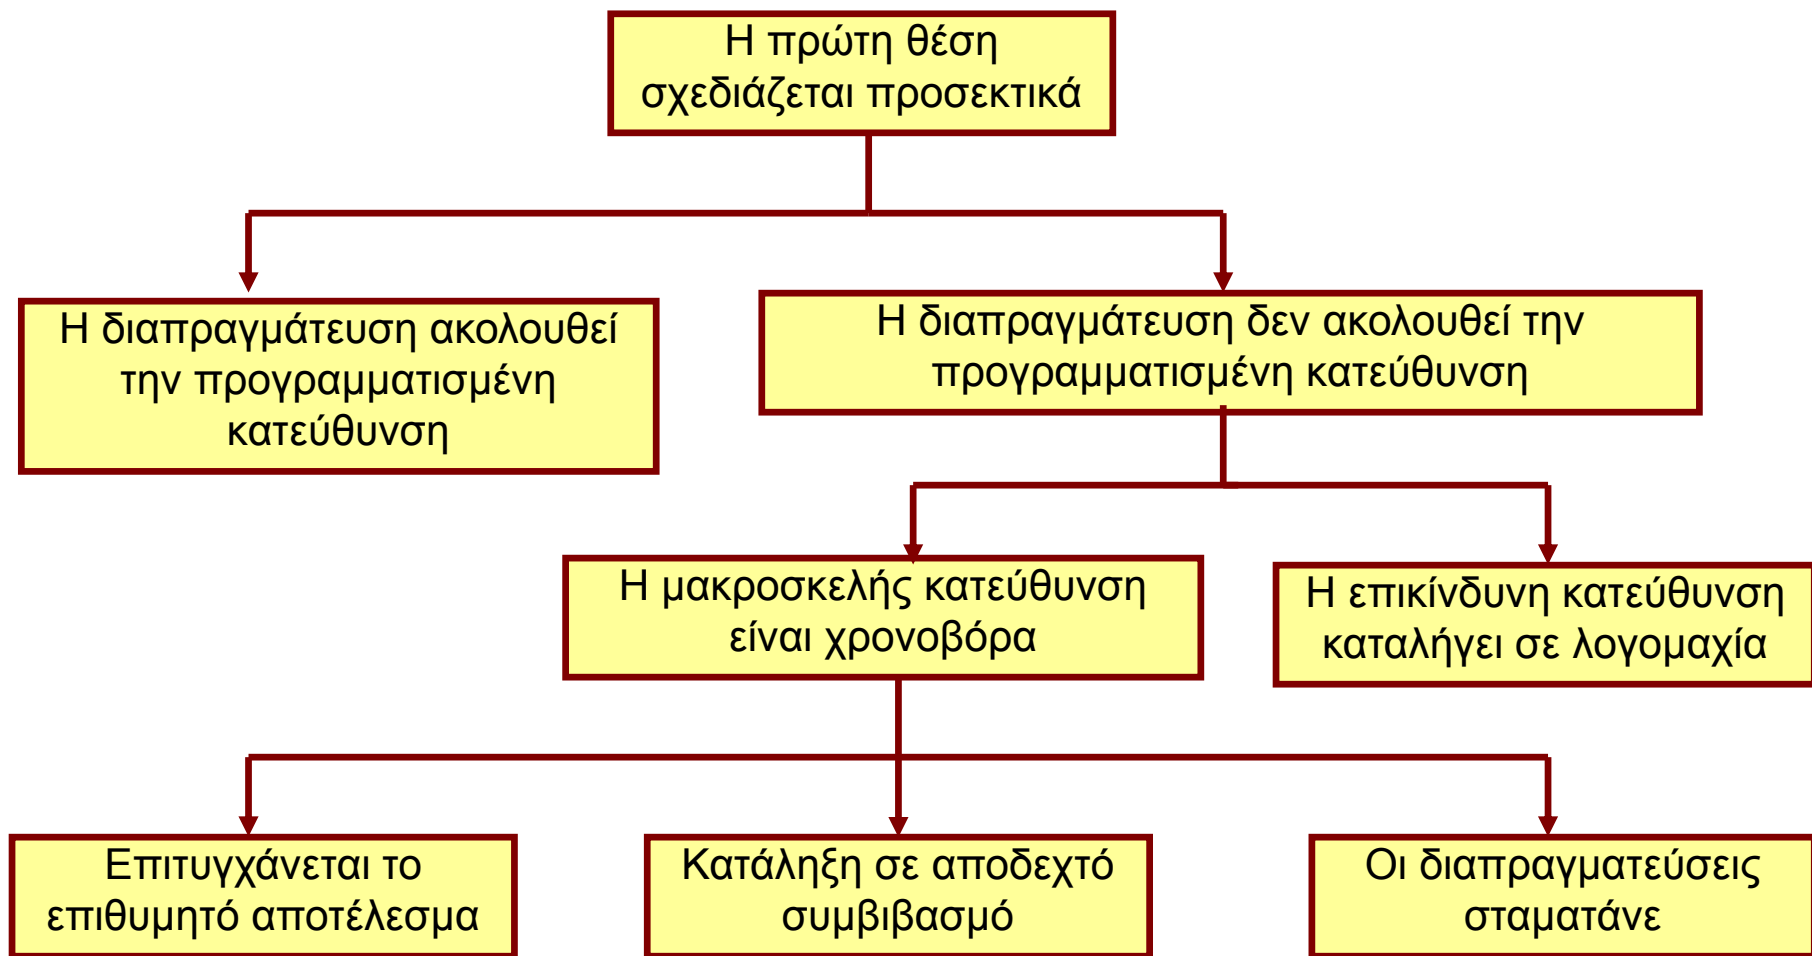 Η πρώτη θέση
σχεδιάζεται προσεκτικά
Η διαπραγμάτευση ακολουθεί
την προγραμματισμένη
κατεύθυνση
Η διαπραγμάτευση δεν ακολουθεί την
προγραμματισμένη κατεύθυνση
Η μακροσκελής κατεύθυνση
είναι χρονοβόρα
Η επικίνδυνη κατεύθυνση
καταλήγει σε λογομαχία
Επιτυγχάνεται το
επιθυμητό αποτέλεσμα
Κατάληξη σε αποδεχτό
συμβιβασμό
Οι διαπραγματεύσεις
σταματάνε